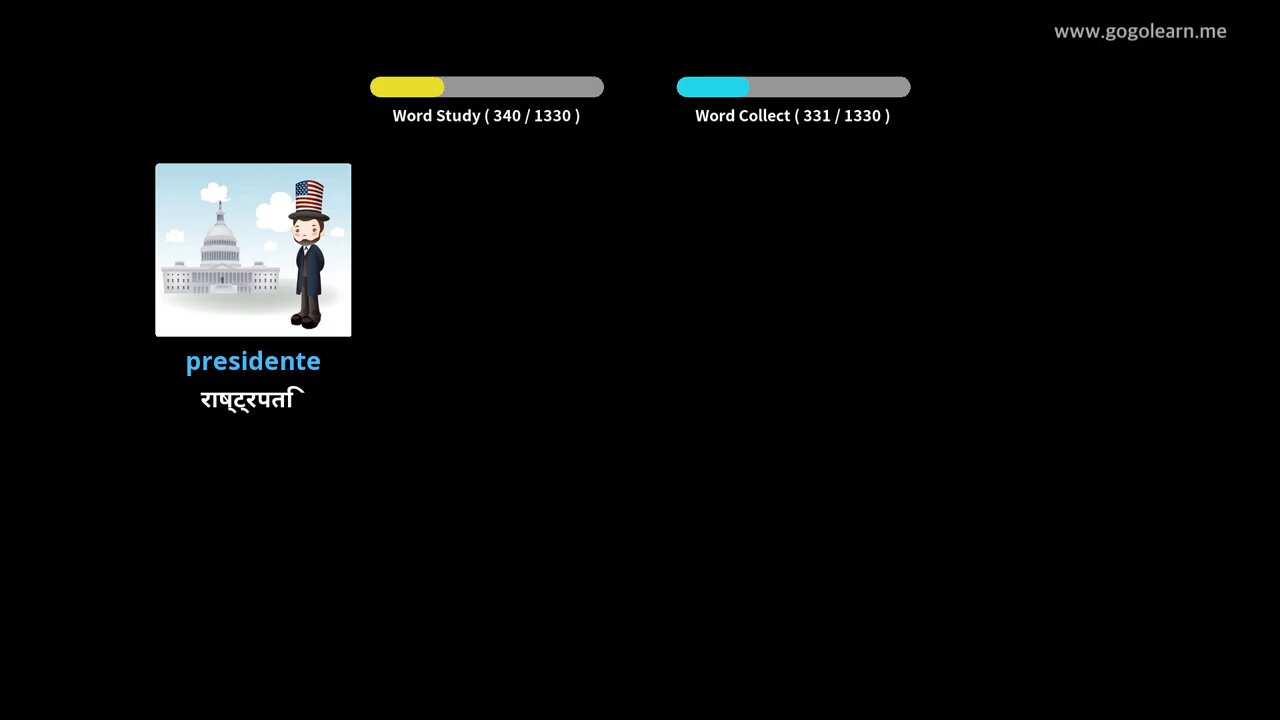 www.gogolearn.me
Word Study ( 340 / 1330 )
Word Collect ( 331 / 1330 )
presidente
राष्ट्रपति